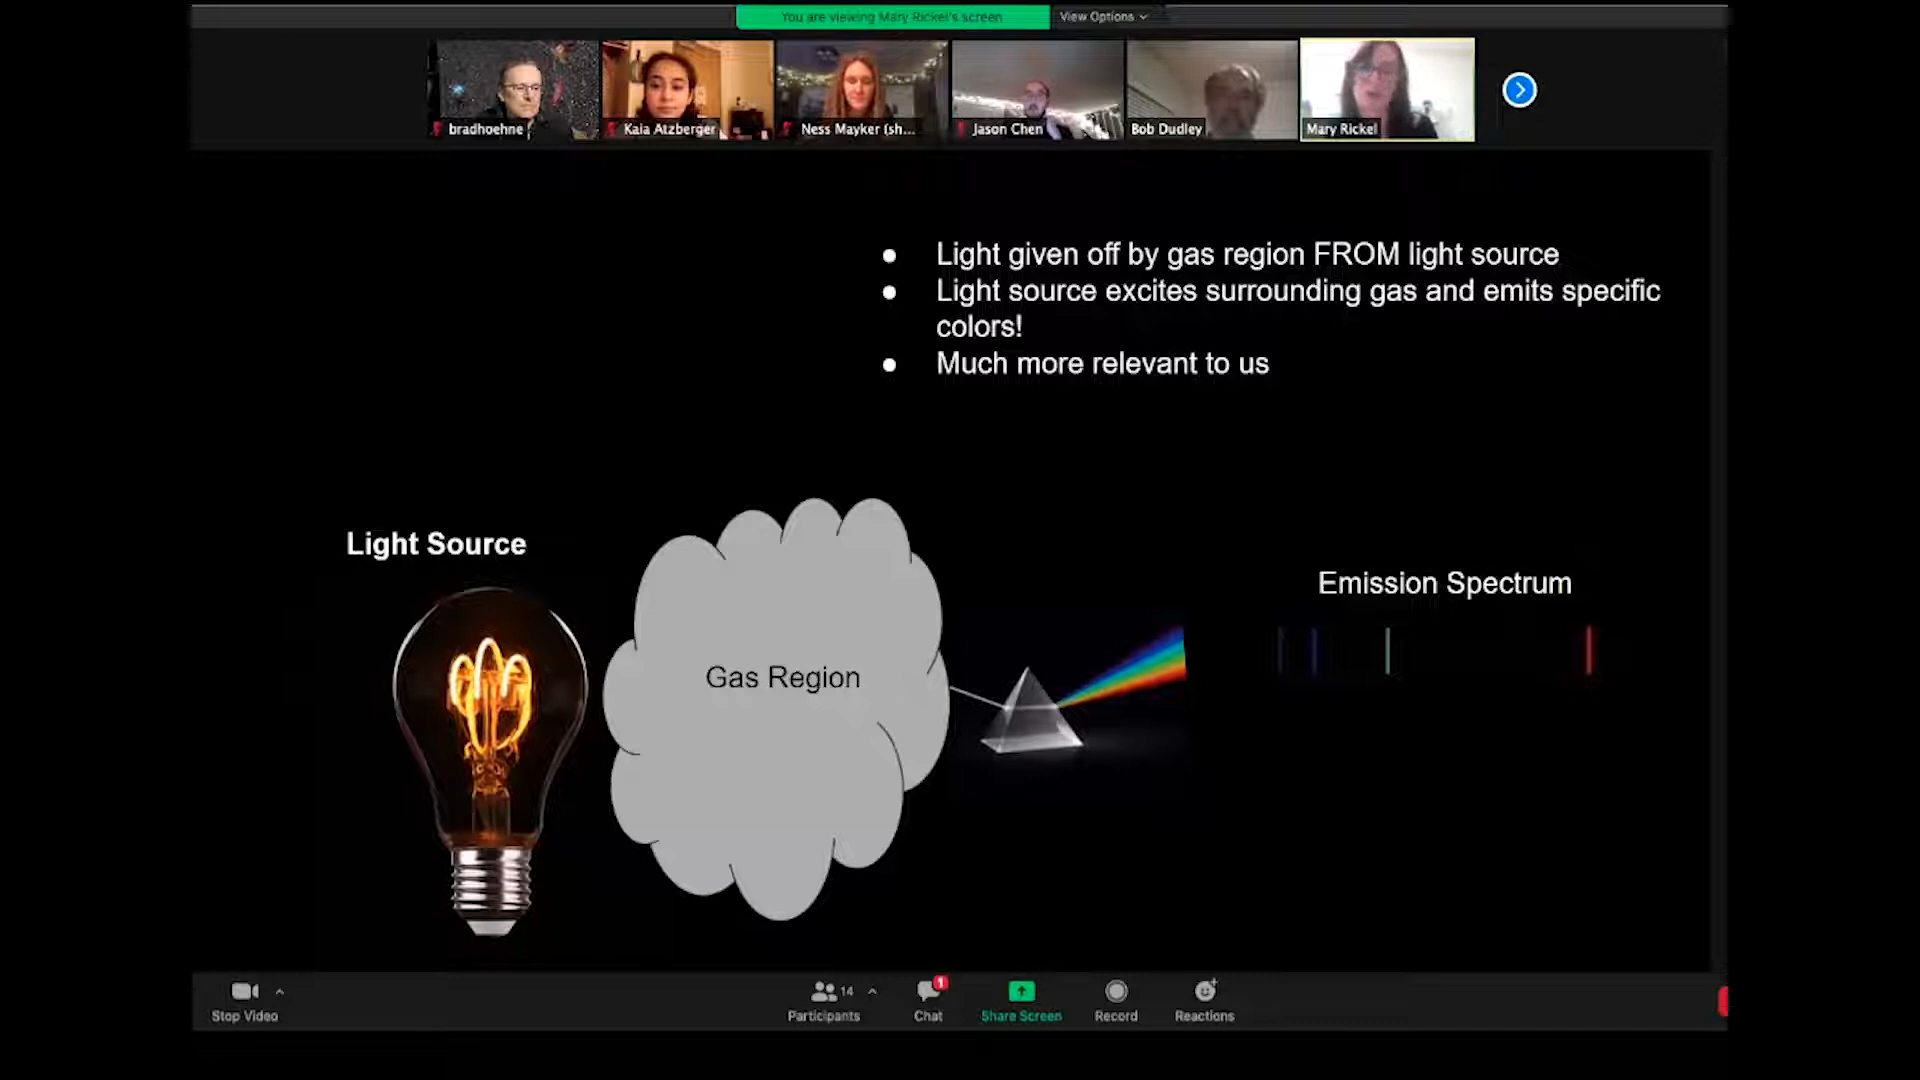 You are viewing Mary Rickel's screen
View Options
bradhoehne
Kaia Atzberger
Ness Mayker (sh...
Jason Chen
Bob Dudley
Mary Rickel
● Light given off by gas region FROM light source
● Light source excites surrounding gas and emits specific
colors!
● Much more relevant to us
Light Source
Gas Region
Emission Spectrum
Stop Video
14
Participants
1
Chat
Share Screen
Record
Reactions